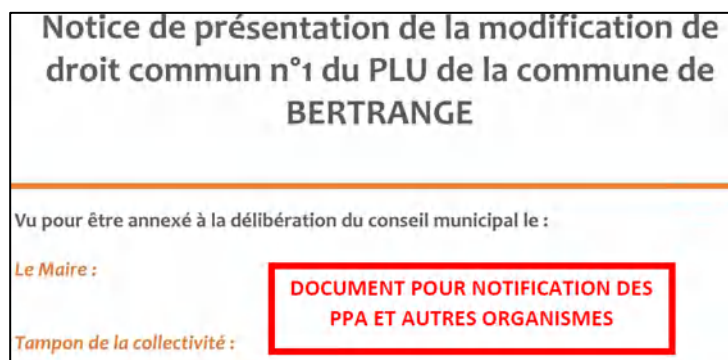 Notice de présentation de la modification de
droit commun n°1 du PLU de la commune de
BERTRANGE
Vu pour être annexé à la délibération du conseil municipal le :
Le Maire :
DOCUMENT POUR NOTIFICATION DES
PPA ET AUTRES ORGANISMES
Tampon de la collectivité :